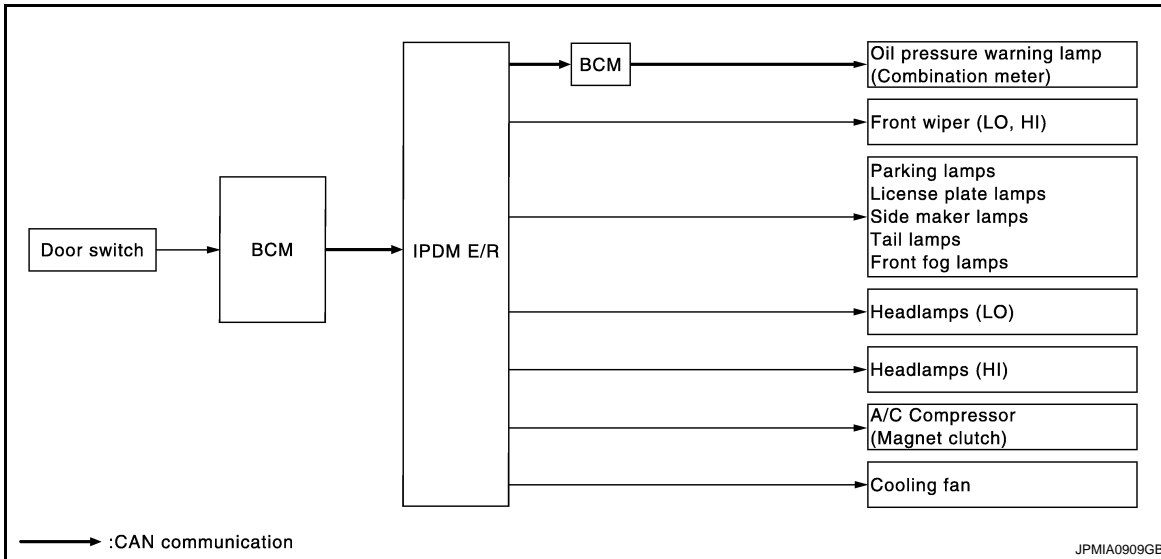 Door switch
BCM
IPDM E/R
BCM
Oil pressure warning lamp
(Combination meter)
Front wiper (LO, HI)
Parking lamps
License plate lamps
Side maker lamps
Tail lamps
Front fog lamps
Headlamps (LO)
Headlamps (HI)
A/C Compressor
(Magnet clutch)
Cooling fan
:CAN communication
JPMIA0909GB